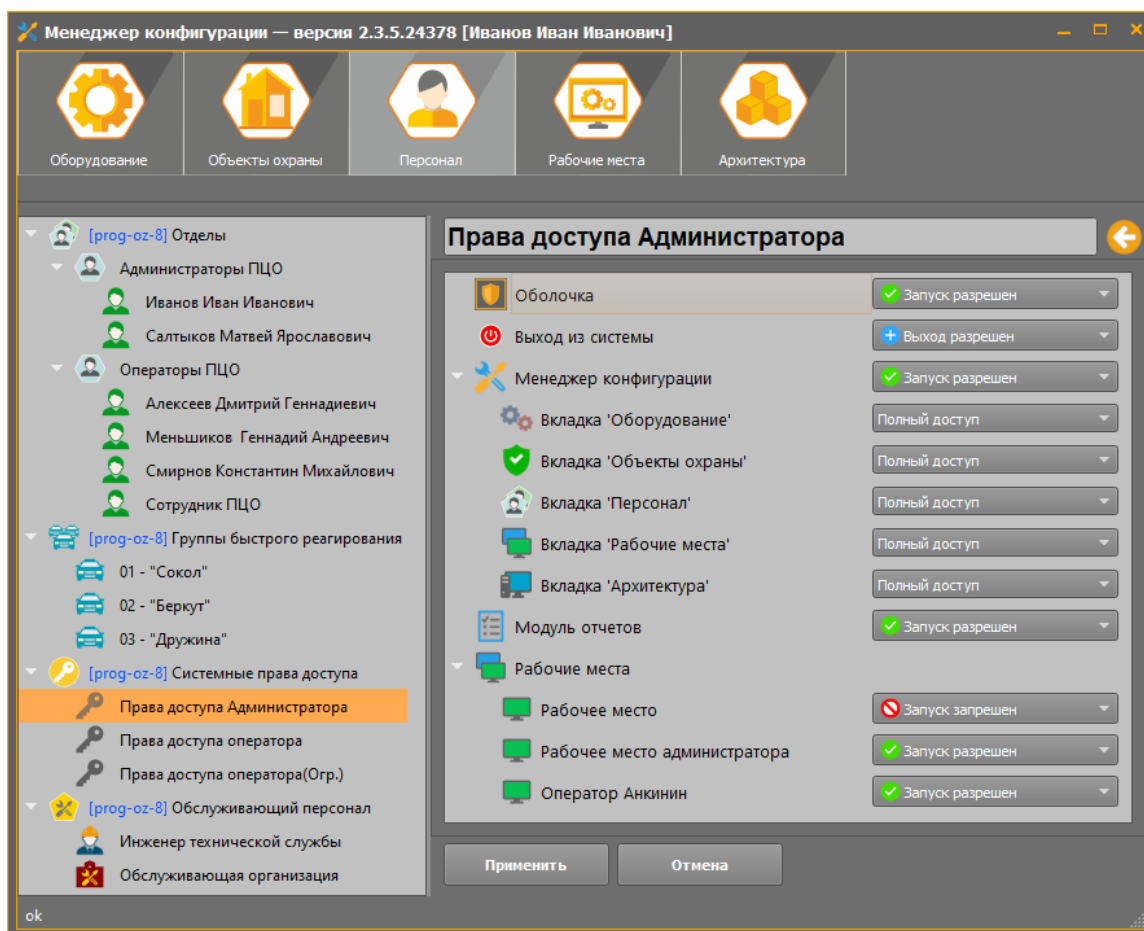 Менеджер конфигурации — версия 2.3.5.24378 [Иванов Иван Иванович]
Оборудование
Объекты охраны
Персонал
Рабочие места
Архитектура
[prog-oz-8] Отделы
Администраторы ПЦО
Иванов Иван Иванович
Салтыков Матвей Ярославович
Операторы ПЦО
Алексеев Дмитрий Геннадиевич
Меньшиков  Геннадий Андреевич
Смирнов Константин Михайлович
Сотрудник ПЦО
[prog-oz-8] Группы быстрого реагирования
01 - "Сокол"
02 - "Беркут"
03 - "Дружина"
[prog-oz-8] Системные права доступа
Права доступа Администратора
Права доступа оператора
Права доступа оператора(Огр.)
[prog-oz-8] Обслуживающий персонал
Инженер технической службы
Обслуживающая организация
Права доступа Администратора
Оболочка Запуск разрешен
Выход из системы Выход разрешен
Менеджер конфигурации Запуск разрешен
Вкладка 'Оборудование' Полный доступ
Вкладка 'Объекты охраны' Полный доступ
Вкладка 'Персонал' Полный доступ
Вкладка 'Рабочие места' Полный доступ
Вкладка 'Архитектура' Полный доступ
Модуль отчетов Запуск разрешен
Рабочие места
Рабочее место Запуск запрешен
Рабочее место администратора Запуск разрешен
Оператор Анкинин Запуск разрешен
Применить
Отмена
ok